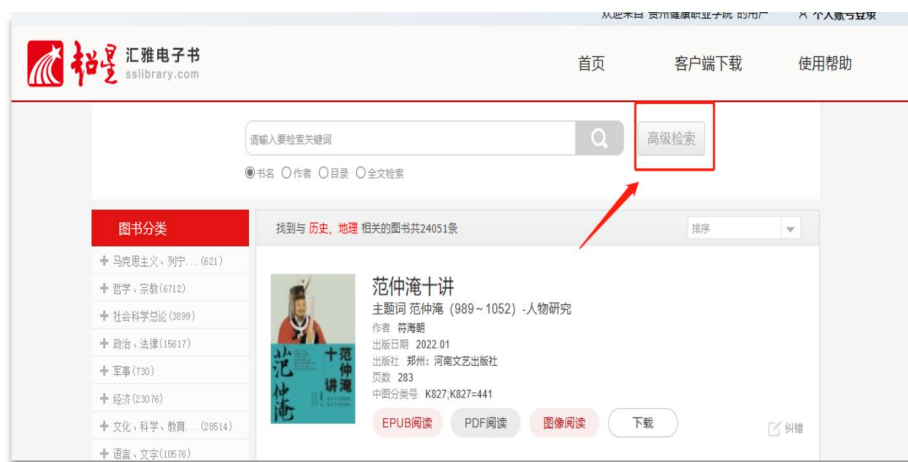 欢迎来自 贵州健康职业学院 的用户 个人账号登录
超星 汇雅电子书
sslibrary.com
首页 客户端下载 使用帮助
请输入要检索关键词
高级检索
书名 作者 目录 全文检索
图书分类
找到与 历史、地理 相关的图书共24051条
排序
马克思主义、列宁...(621)
哲学、宗教(6712)
社会科学总论(3899)
政治、法律(15617)
军事(730)
经济(23076)
文化、科学、教育...(28514)
语言、文字(10576)
范仲淹十讲
范仲淹
范仲淹十讲
主题词 范仲淹（989～1052）-人物研究
作者 符海朝
出版日期 2022.01
出版社 郑州：河南文艺出版社
页数 283
中图分类号 K827;K827=441
EPUB阅读 PDF阅读 图像阅读 下载
纠错